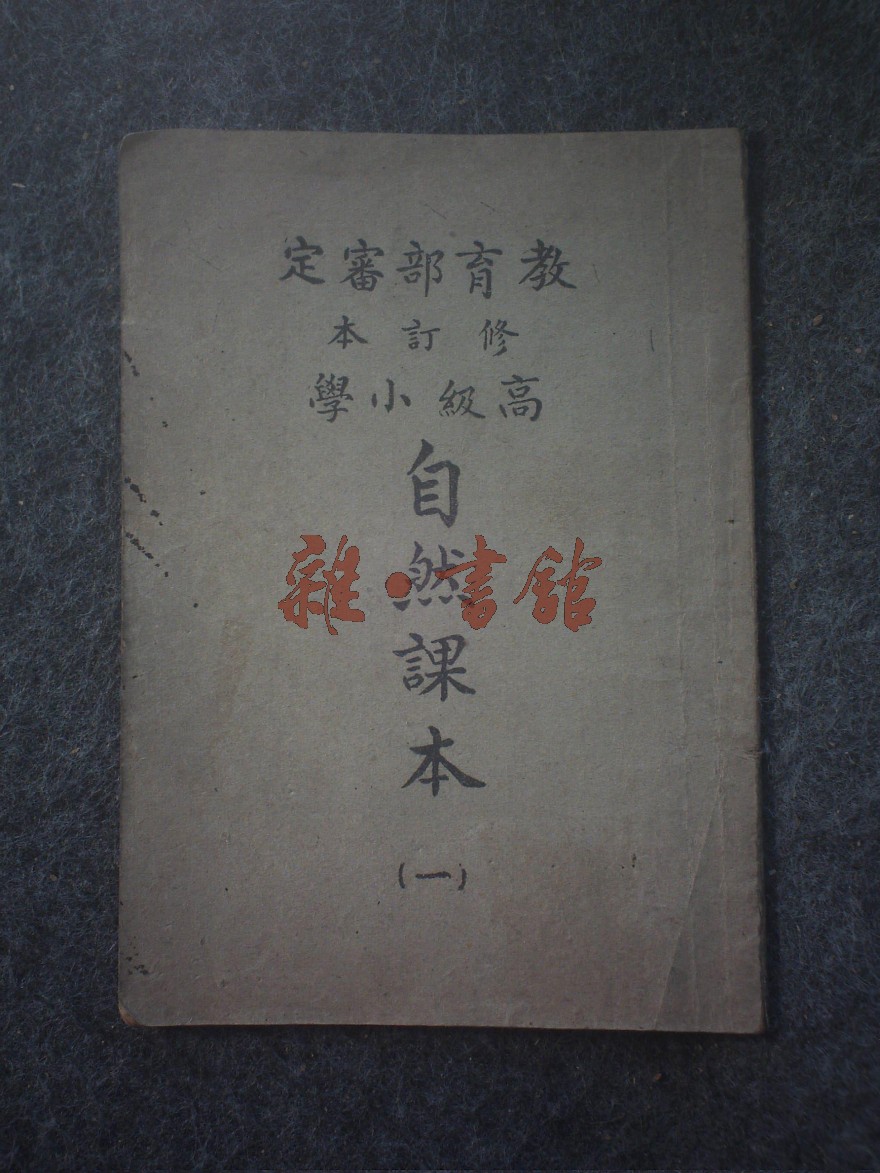 教育部審定
修訂本
高級小學
自然課本
(一)
雜·書館